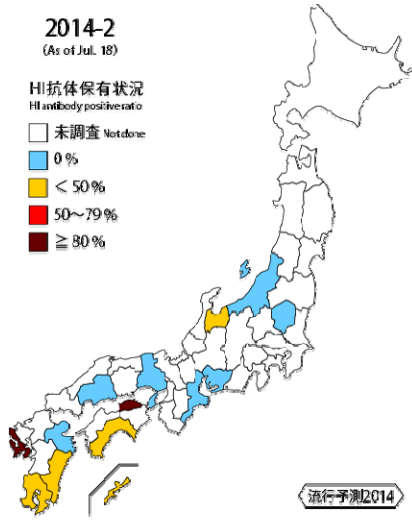 2014-2
(As of Jul. 18)
HI抗体保有状況
HI antibody positive ratio
未調査 Not done
0 %
< 50 %
50～79 %
≧ 80 %
流行予測2014